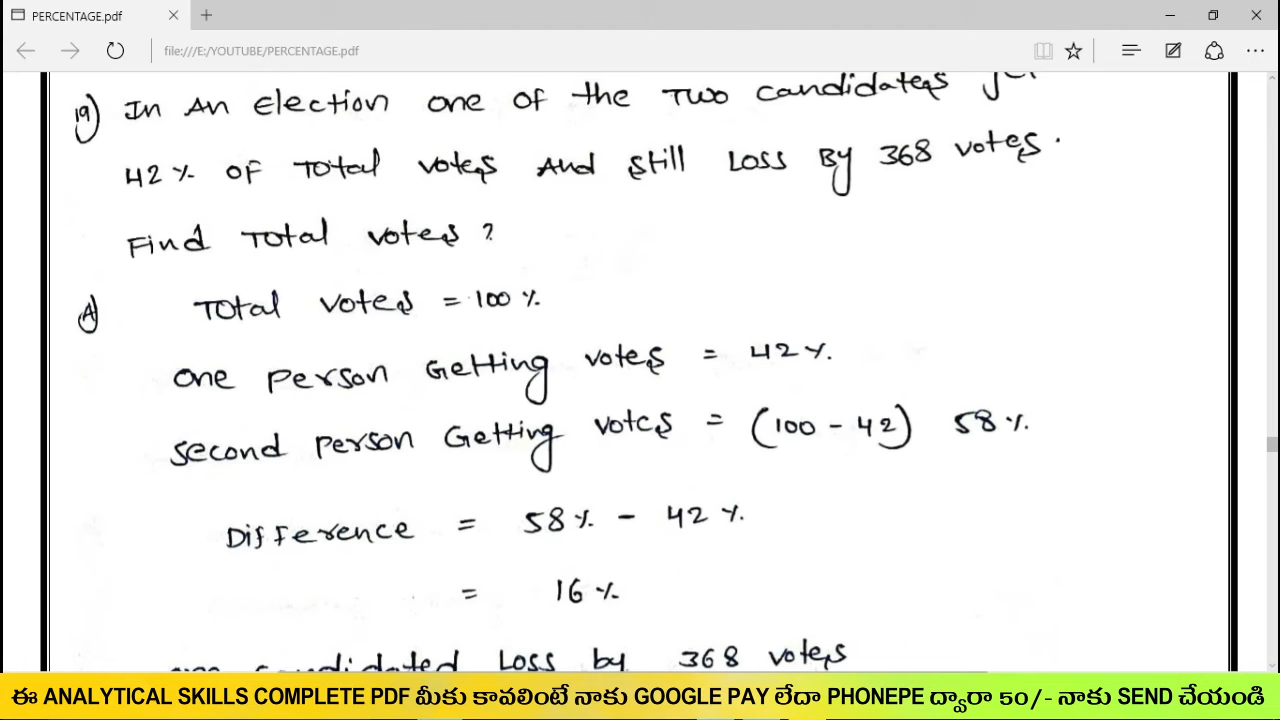 PERCENTAGE.pdf
file:///E:/YOUTUBE/PERCENTAGE.pdf
19) In An Election one of the Two candidates
42% of Total votes And still Loss By 368 votes.
Find Total votes ?
A) Total votes = 100%
one person Getting votes = 42%.
second person Getting votes = (100 - 42) 58%.
Difference = 58% - 42%.
= 16%
Loss by 368 votes
ఈ ANALYTICAL SKILLS COMPLETE PDF మీకు కావలింటే నాకు GOOGLE PAY లేదా PHONEPE ద్వారా 50/- నాకు SEND చేయండి